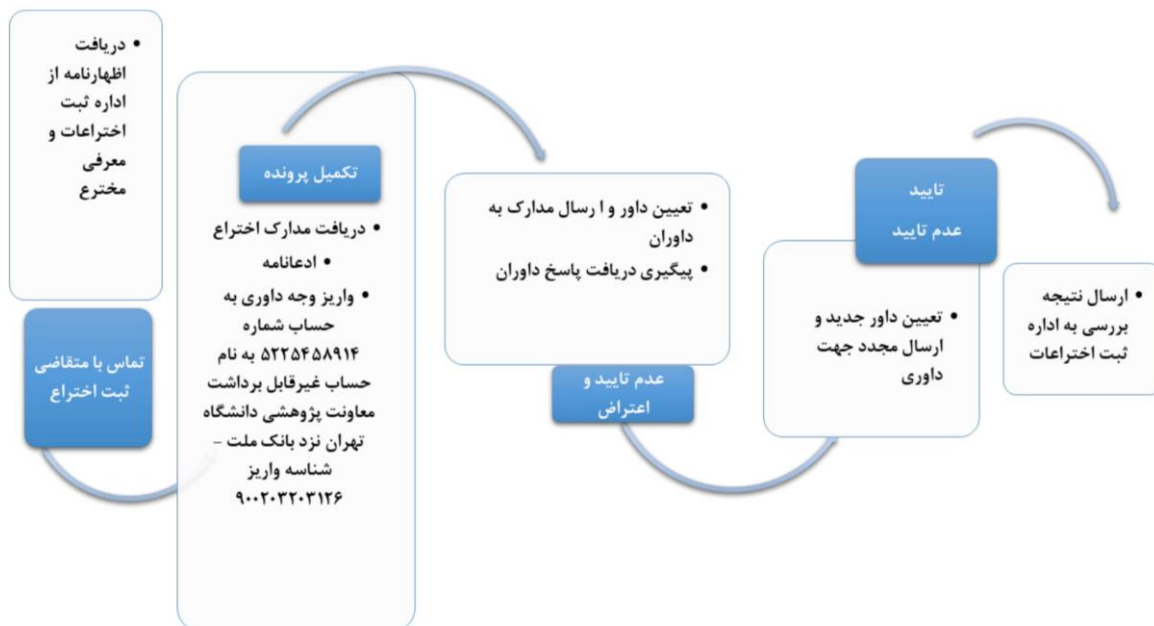 • دریافت
اظهارنامه از
اداره ثبت
اختراعات و
معرفی
مخترع
تماس با متقاضی
ثبت اختراع
تکمیل پرونده
• دریافت مدارک اختراع
• ادعانامه
• واریز وجه داوری به
حساب شماره
۵۲۲۵۴۵۸۹۱۴ به نام
حساب غیرقابل برداشت
معاونت پژوهشی دانشگاه
تهران نزد بانک ملت –
شناسه واریز
۹۰۰۲۰۳۲۰۳۱۲۶
• تعیین داور و ا رسال مدارک به
داوران
• پیگیری دریافت پاسخ داوران
عدم تایید و
اعتراض
تایید
عدم تایید
• تعیین داور جدید و
ارسال مجدد جهت
داوری
• ارسال نتیجه
بررسی به اداره
ثبت اختراعات